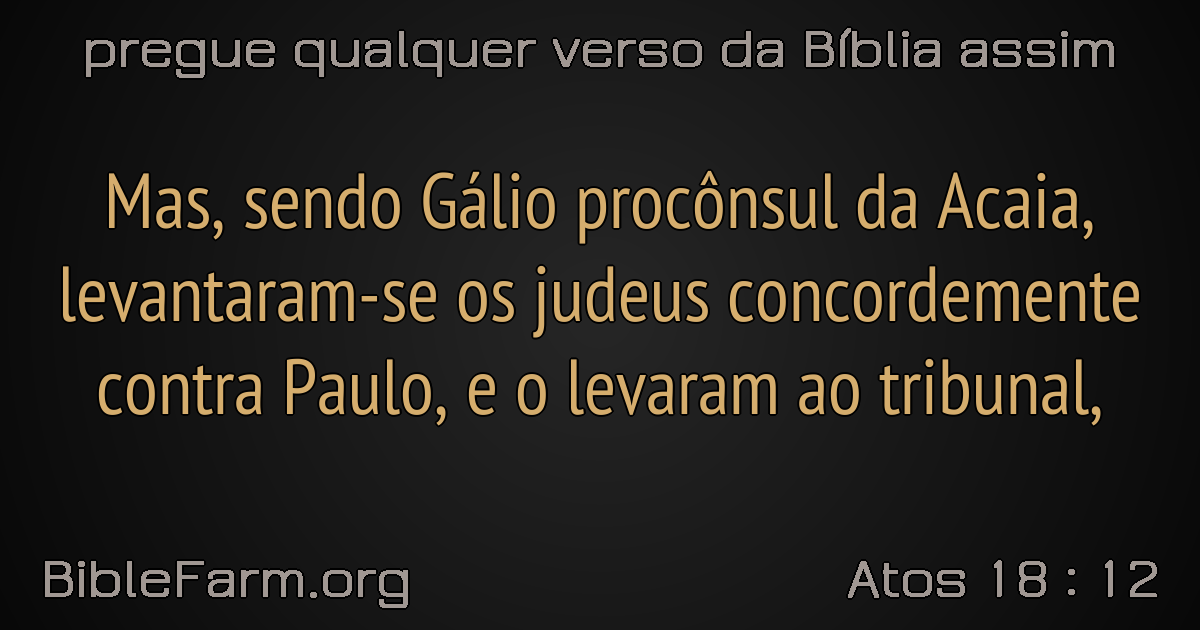 pregue qualquer verso da Bíblia assim
Mas, sendo Gálio procônsul da Acaia,
levantaram-se os judeus concordemente
contra Paulo, e o levaram ao tribunal,
BibleFarm.org
Atos 18 : 12